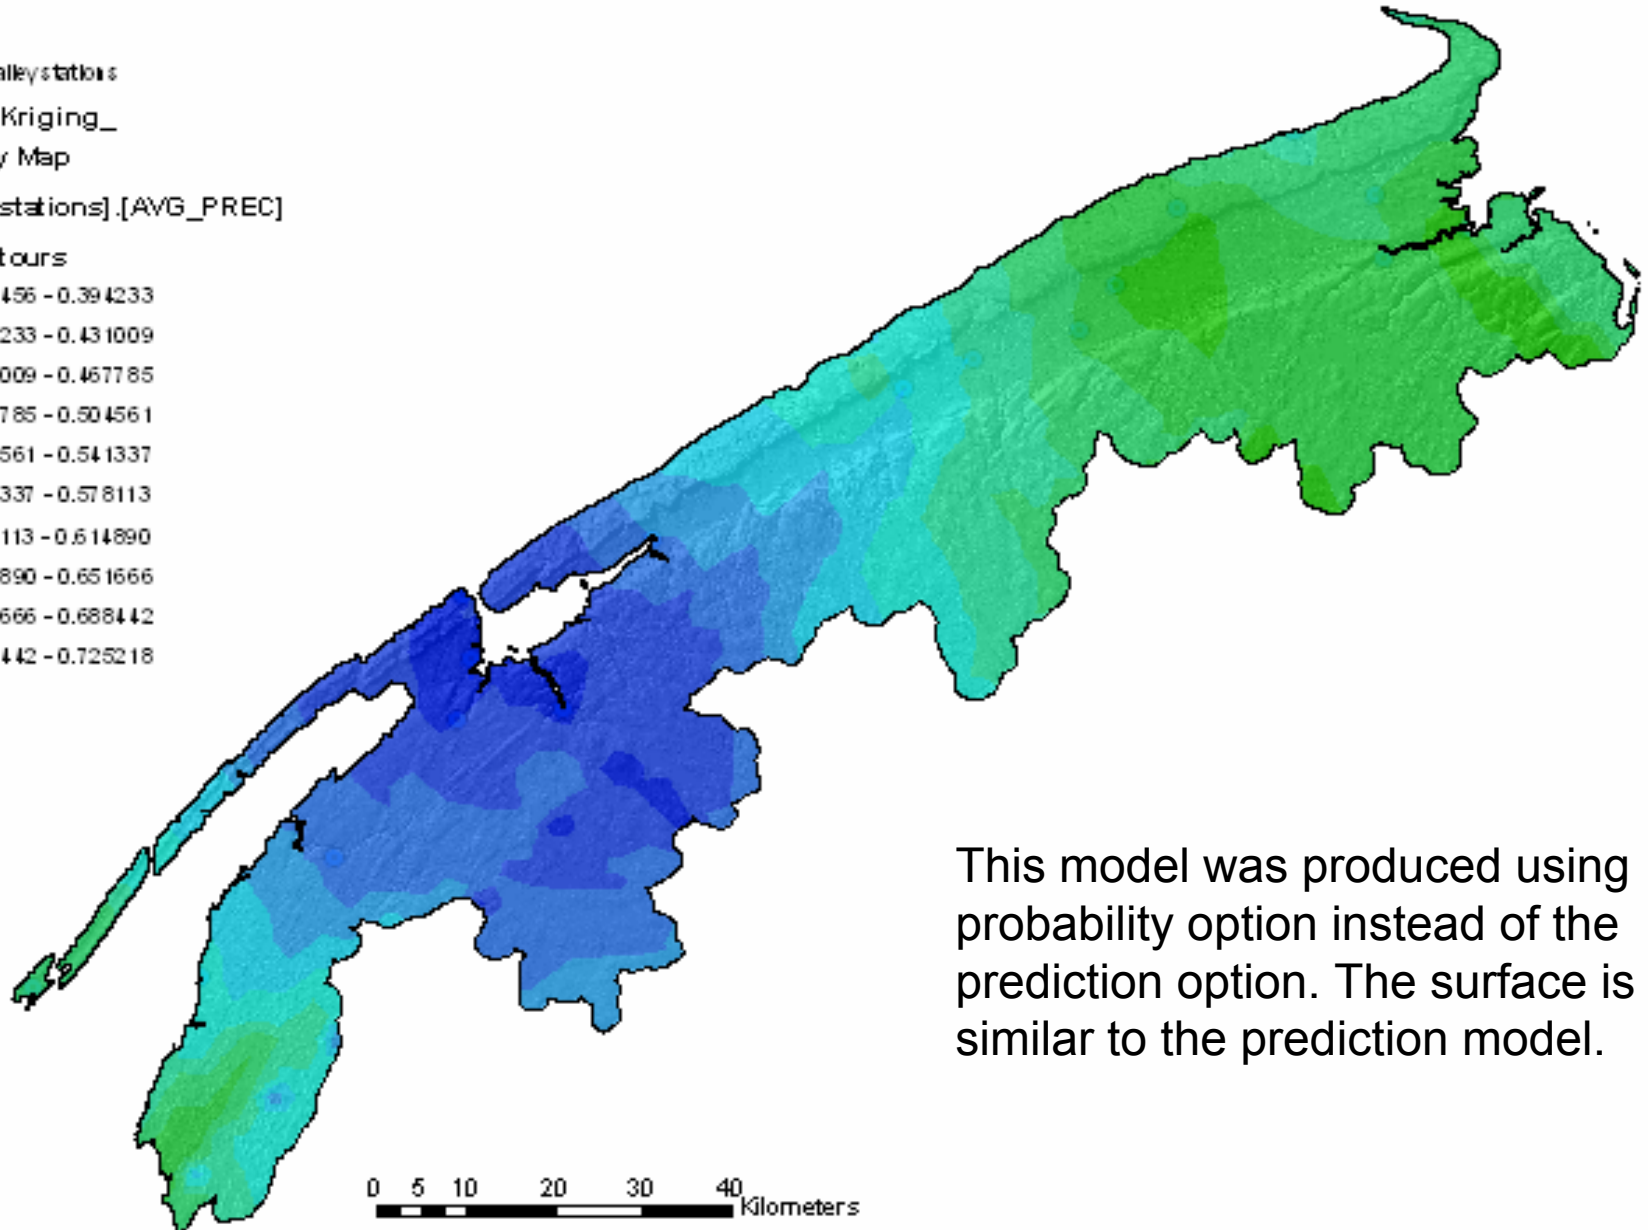 alleystations
Kriging_
y Map
stations].[AVG_PREC]
tours
456 - 0.394233
233 - 0.431009
009 - 0.467785
785 - 0.504561
561 - 0.541337
337 - 0.578113
113 - 0.614890
890 - 0.651666
666 - 0.688442
442 - 0.725218
This model was produced using
probability option instead of the
prediction option. The surface is
similar to the prediction model.
0 5 10 20 30 40
Kilometers